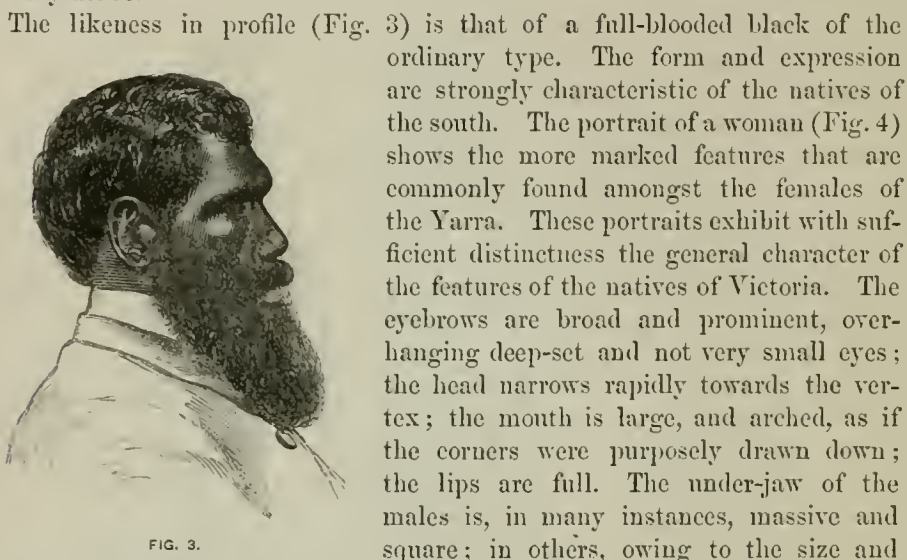 The likeness in profile (Fig. 3) is that of a full-blooded black of the
ordinary type. The form and expression
are strongly characteristic of the natives of
the south. The portrait of a woman (Fig. 4)
shows the more marked features that are
commonly found amongst the females of
the Yarra. These portraits exhibit with suf-
ficient distinctness the general character of
the features of the natives of Victoria. The
eyebrows are broad and prominent, over-
hanging deep-set and not very small eyes;
the head narrows rapidly towards the ver-
tex; the mouth is large, and arched, as if
the corners were purposely drawn down;
the lips are full. The under-jaw of the
males is, in many instances, massive and
square; in others, owing to the size and
FIG. 3.